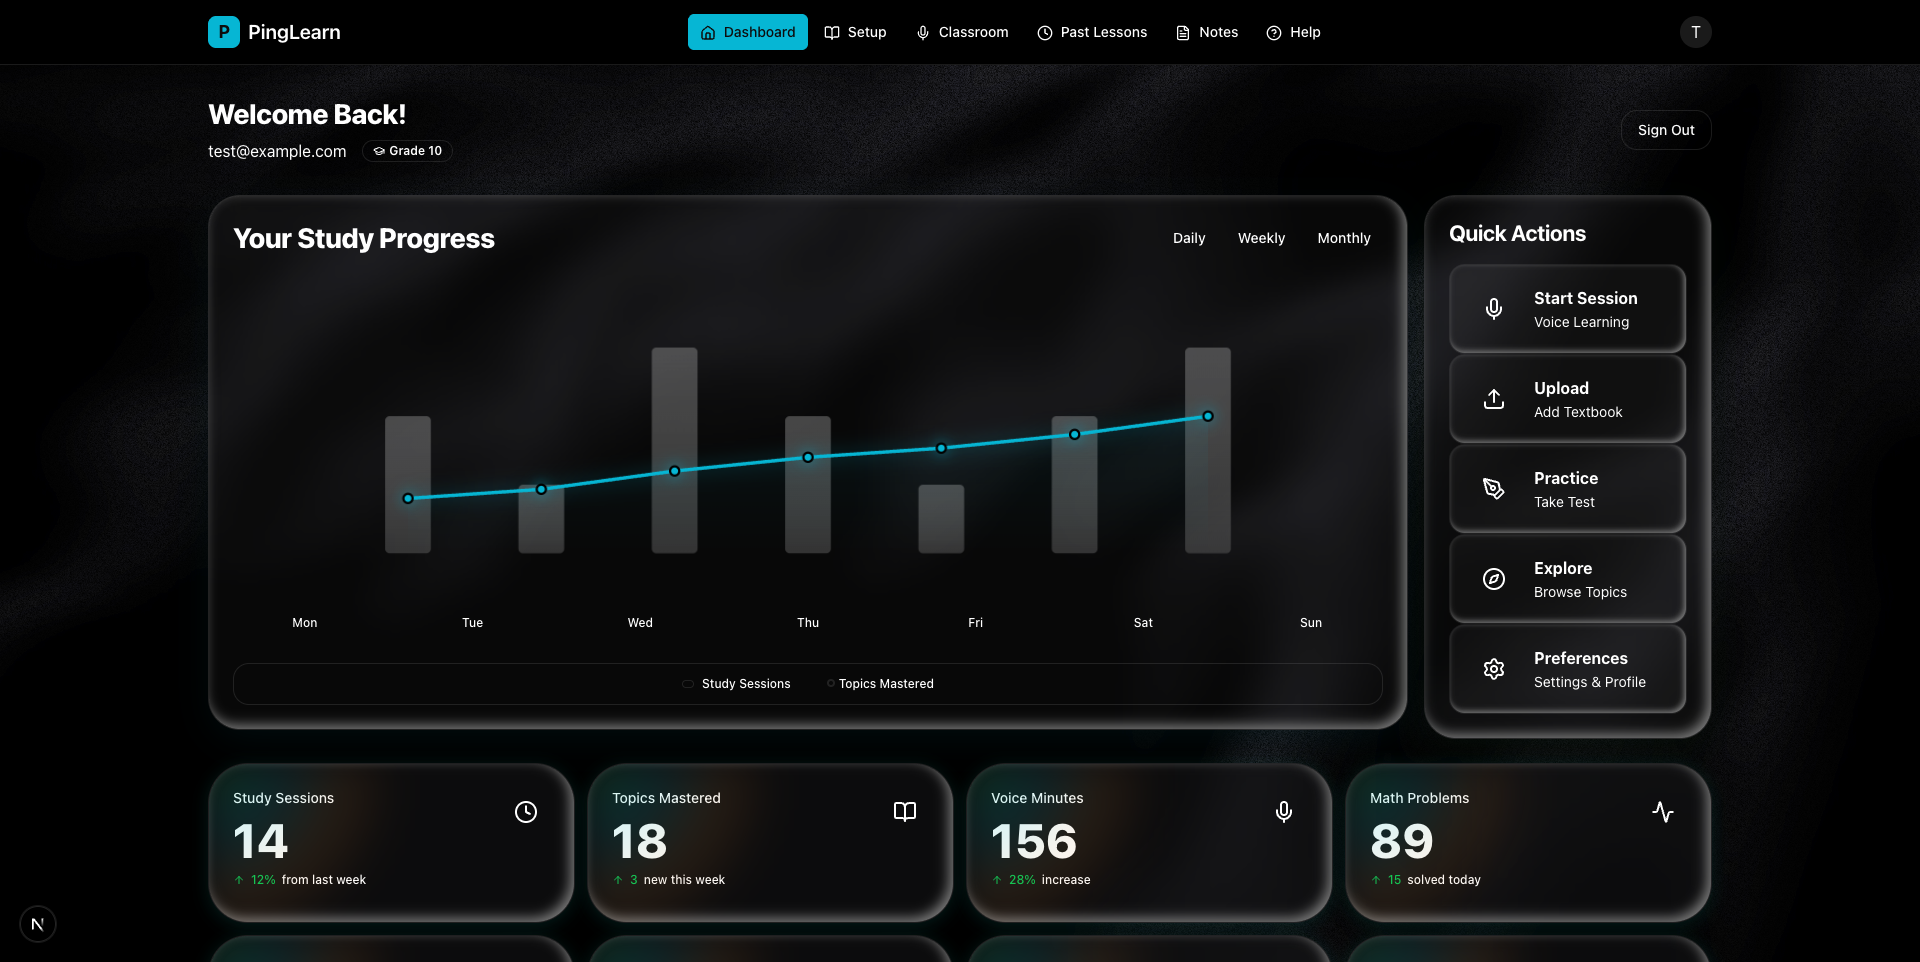 P PingLearn
Dashboard Setup Classroom Past Lessons Notes Help
T
Welcome Back!
test@example.com Grade 10
Sign Out
Your Study Progress
Daily Weekly Monthly
Mon Tue Wed Thu Fri Sat Sun
Study Sessions Topics Mastered
Quick Actions
Start Session
Voice Learning
Upload
Add Textbook
Practice
Take Test
Explore
Browse Topics
Preferences
Settings & Profile
Study Sessions
14
↑ 12% from last week
Topics Mastered
18
↑ 3 new this week
Voice Minutes
156
↑ 28% increase
Math Problems
89
↑ 15 solved today
N